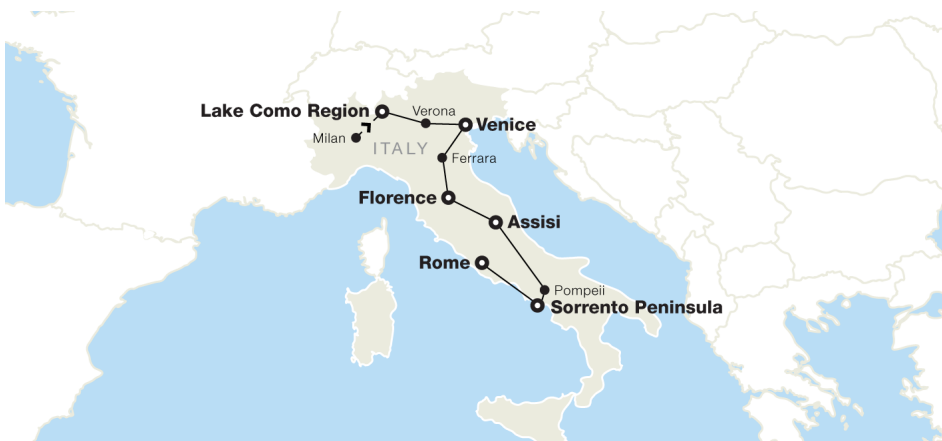 Lake Como Region
Verona
Venice
Milan
ITALY
Ferrara
Florence
Assisi
Rome
Pompeii
Sorrento Peninsula